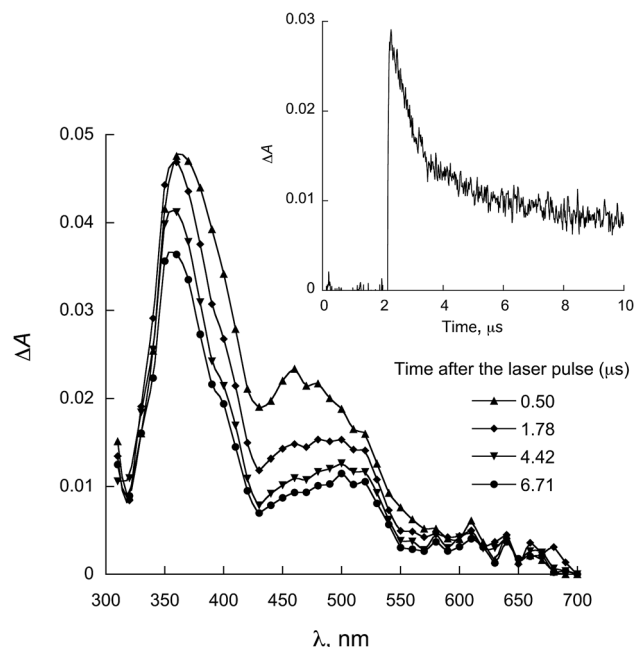 0.03
0.02
ΔA
0.01
0
0 2 4 6 8 10
Time, μs
0.05
0.04
0.03
ΔA
0.02
0.01
0
Time after the laser pulse (μs)
0.50
1.78
4.42
6.71
300 350 400 450 500 550 600 650 700
λ, nm